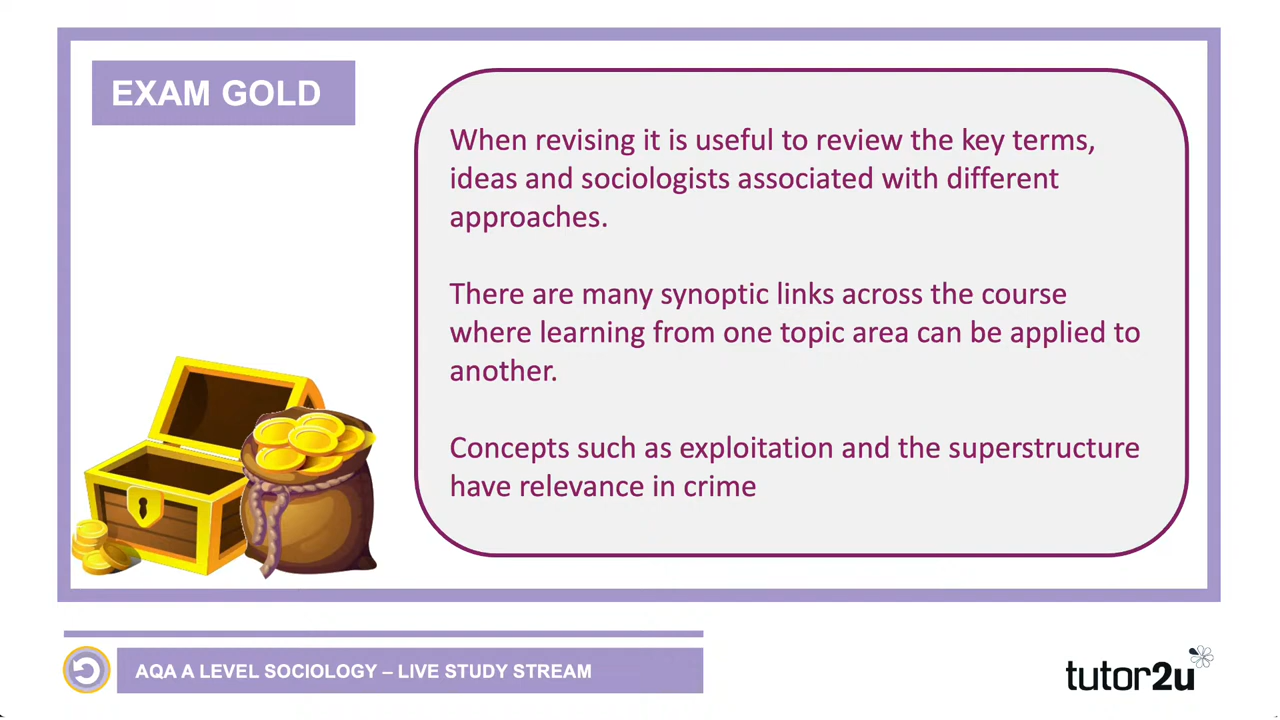 EXAM GOLD
When revising it is useful to review the key terms,
ideas and sociologists associated with different
approaches.
There are many synoptic links across the course
where learning from one topic area can be applied to
another.
Concepts such as exploitation and the superstructure
have relevance in crime
AQA A LEVEL SOCIOLOGY – LIVE STUDY STREAM
tutor2u